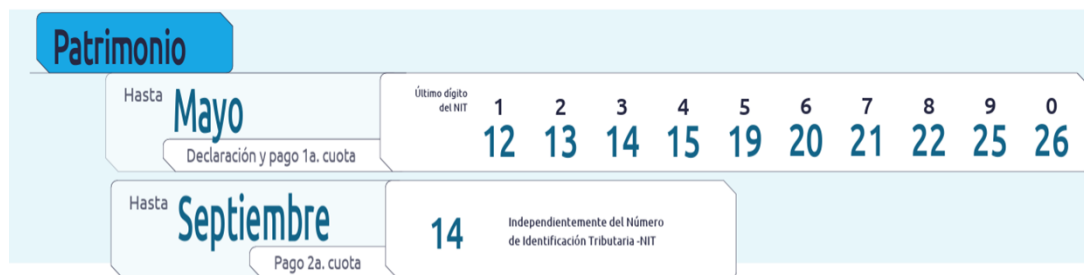 Patrimonio
Hasta Mayo
Declaración y pago 1a. cuota
Último dígito
del NIT
1 2 3 4 5 6 7 8 9 0
12 13 14 15 19 20 21 22 25 26
Hasta Septiembre
Pago 2a. cuota
14
Independientemente del Número
de Identificación Tributaria -NIT